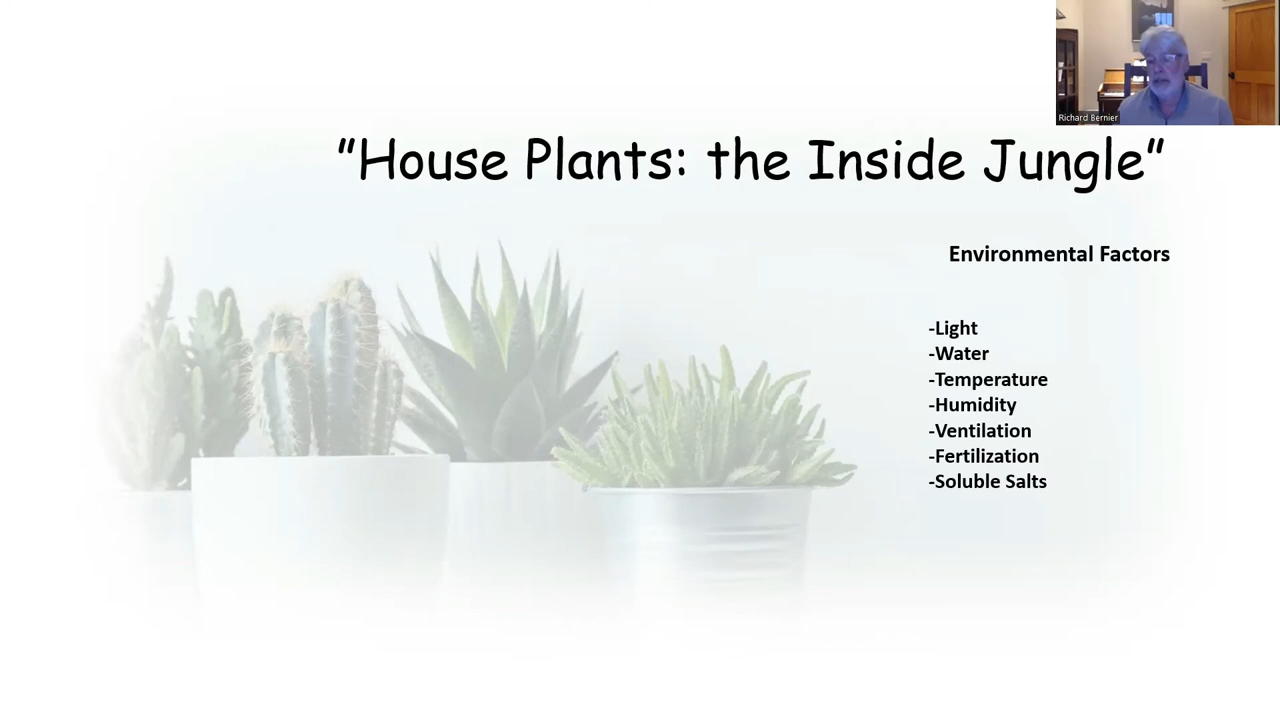 Richard Bernier
"House Plants: the Inside Jungle"
Environmental Factors
-Light
-Water
-Temperature
-Humidity
-Ventilation
-Fertilization
-Soluble Salts